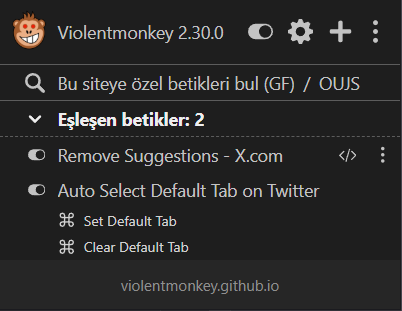 Violentmonkey 2.30.0
Bu siteye özel betikleri bul (GF) / OUJS
Eşleşen betikler: 2
Remove Suggestions - X.com </>
Auto Select Default Tab on Twitter
⌘ Set Default Tab
⌘ Clear Default Tab
violentmonkey.github.io